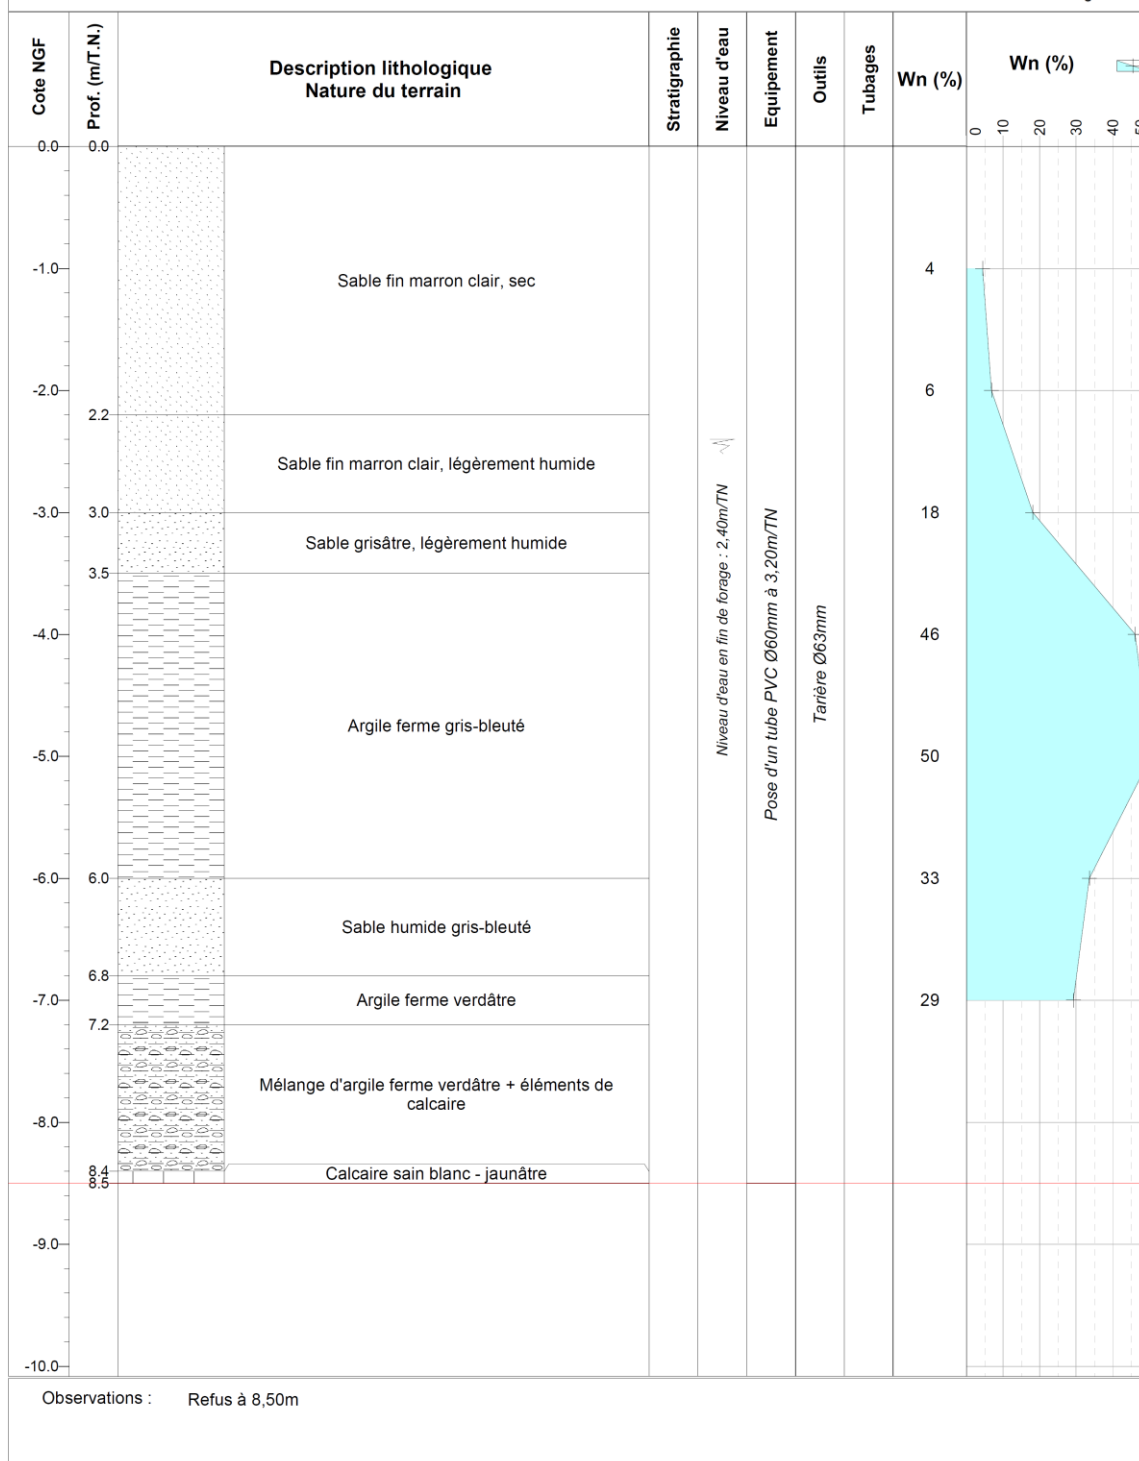 Cote NGF
Prof. (m/T.N.)
Description lithologique
Nature du terrain
Stratigraphie
Niveau d'eau
Equipement
Outils
Tubages
Wn (%)
Wn (%)
0 10 20 30 40 50
0.0 0.0
Sable fin marron clair, sec
-1.0 4
-2.0 6
2.2
Sable fin marron clair, légèrement humide
-3.0 3.0 18
Sable grisâtre, légèrement humide
3.5
-4.0 46
Argile ferme gris-bleuté
-5.0 50
Niveau d'eau en fin de forage : 2,40m/TN
Pose d'un tube PVC Ø60mm à 3,20m/TN
Tarière Ø63mm
-6.0 6.0 33
Sable humide gris-bleuté
6.8
-7.0 Argile ferme verdâtre 29
7.2
Mélange d'argile ferme verdâtre + éléments de
calcaire
-8.0
8.4
Calcaire sain blanc - jaunâtre
8.5
-9.0
-10.0
Observations : Refus à 8,50m